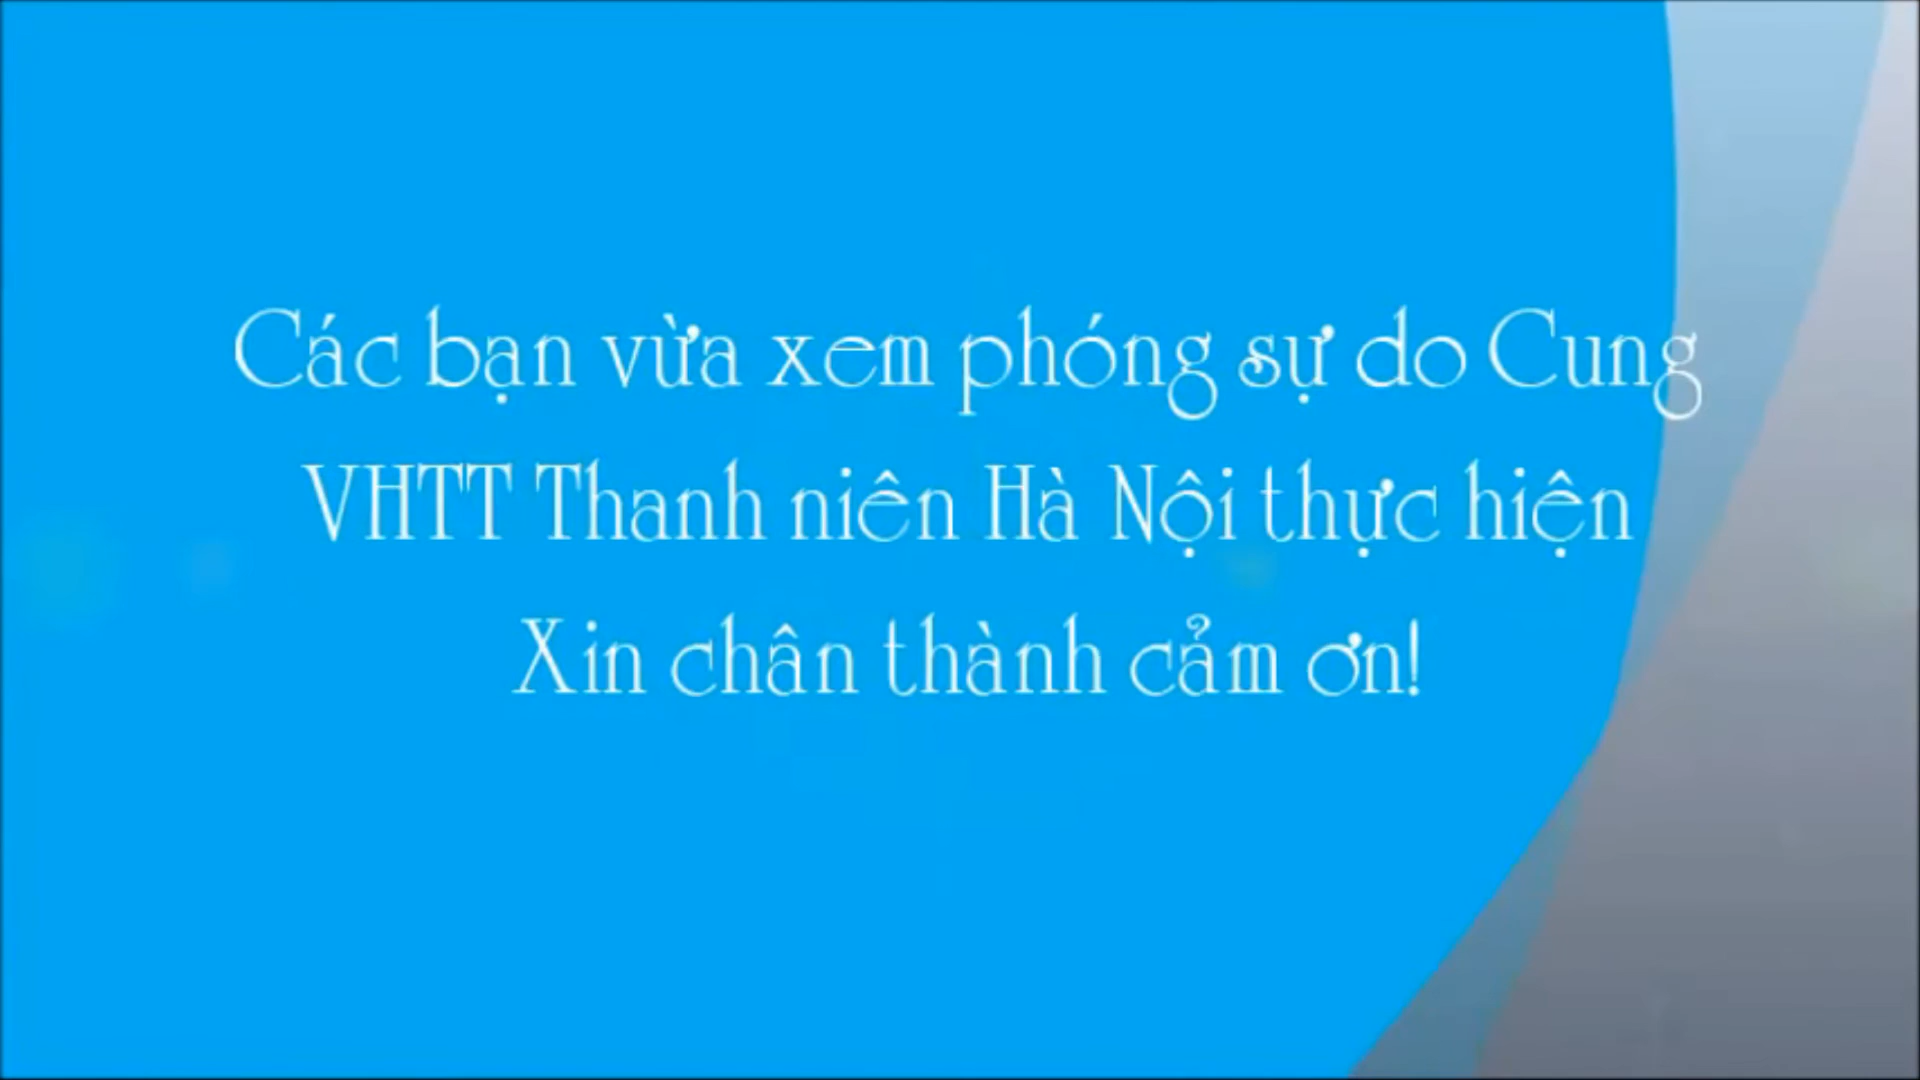 Các bạn vừa xem phóng sự do Cung
VHTT Thanh niên Hà Nội thực hiện
Xin chân thành cảm ơn!